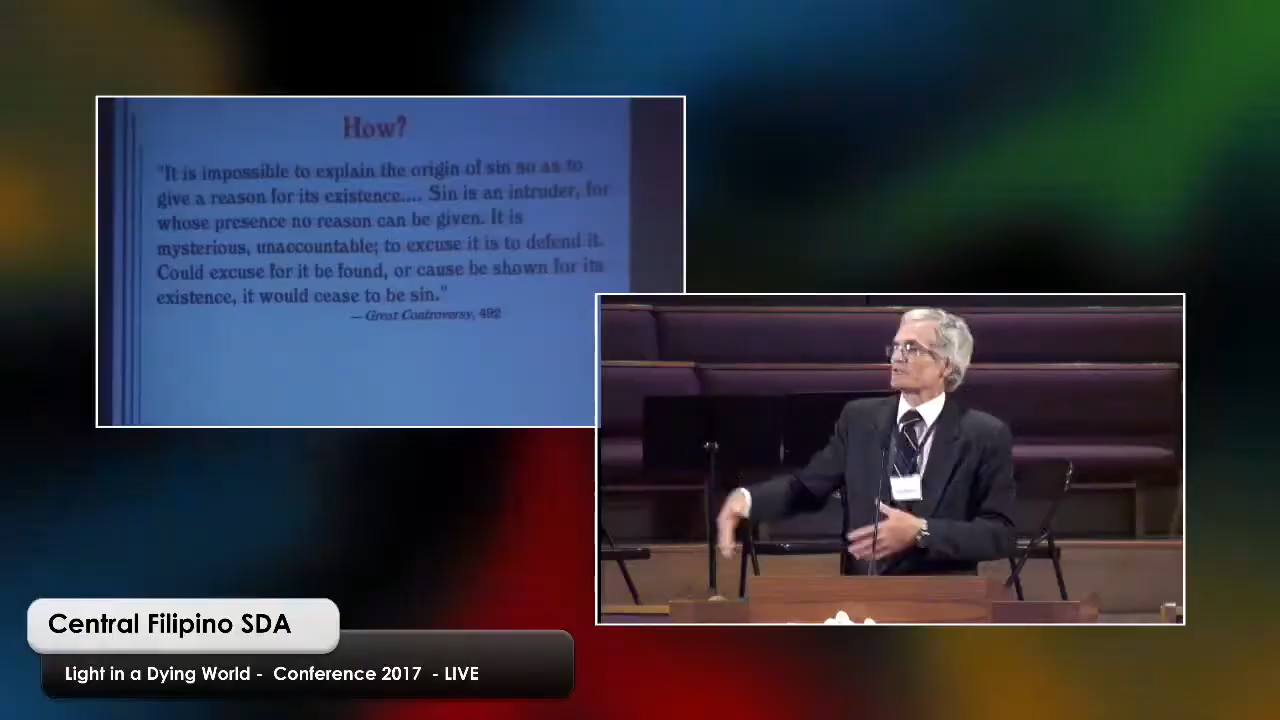 How?
"It is impossible to explain the origin of sin so as to
give a reason for its existence.... Sin is an intruder, for
whose presence no reason can be given. It is
mysterious, unaccountable; to excuse it is to defend it.
Could excuse for it be found, or cause be shown for its
existence, it would cease to be sin."
— Great Controversy, 492
Central Filipino SDA
Light in a Dying World - Conference 2017 - LIVE